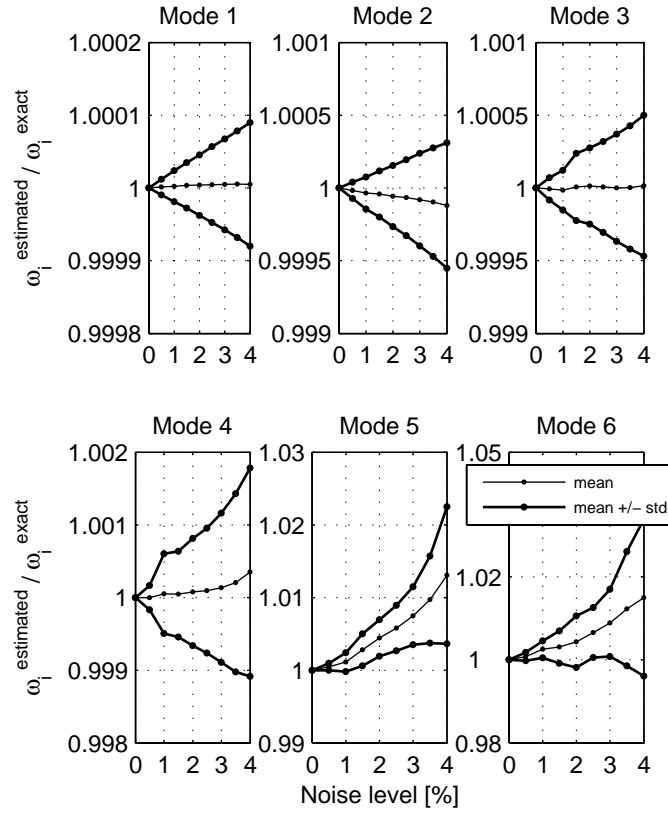 Mode 1
Mode 2
Mode 3
1.0002
1.0001
1
0.9999
0.9998
1.001
1.0005
1
0.9995
0.999
1.001
1.0005
1
0.9995
0.999
ω_i^estimated / ω_i^exact
0 1 2 3 4
0 1 2 3 4
0 1 2 3 4
Mode 4
Mode 5
Mode 6
1.002
1.001
1
0.999
0.998
1.03
1.02
1.01
1
0.99
1.05
1.02
1
0.98
mean
mean +/− std
ω_i^estimated / ω_i^exact
0 1 2 3 4
0 1 2 3 4
0 1 2 3 4
Noise level [%]